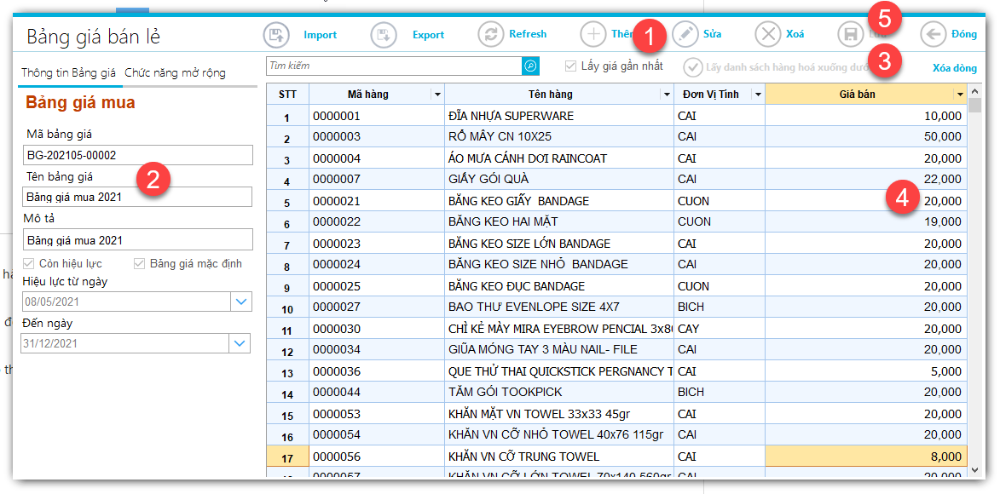 Bảng giá bán lẻ
Import Export Refresh 1 Sửa Xoá 5 Đóng
Thông tin Bảng giá Chức năng mở rộng
Tìm kiếm Lấy giá gần nhất Lấy danh sách hàng hoá xuống 3 Xóa dòng
Bảng giá mua
Mã bảng giá
BG-202105-00002
Tên bảng giá
2
Bảng giá mua 2021
Mô tả
Bảng giá mua 2021
Còn hiệu lực Bảng giá mặc định
Hiệu lực từ ngày
08/05/2021
Đến ngày
31/12/2021
STT Mã hàng Tên hàng Đơn Vị Tính Giá bán
1 0000001 ĐĨA NHỰA SUPERWARE CAI 10,000
2 0000003 RỔ MÂY CN 10X25 CAI 50,000
3 0000004 ÁO MƯA CÁNH DƠI RAINCOAT CAI 20,000
4 0000007 GIẤY GÓI QUÀ CAI 22,000
4
5 0000021 BĂNG KEO GIẤY BANDAGE CUON 20,000
6 0000022 BĂNG KEO HAI MẶT CUON 19,000
7 0000023 BĂNG KEO SIZE LỚN BANDAGE CAI 20,000
8 0000024 BĂNG KEO SIZE NHỎ BANDAGE CAI 20,000
9 0000025 BĂNG KEO ĐỤC BANDAGE CUON 20,000
10 0000027 BAO THƯ EVENLOPE SIZE 4X7 BICH 20,000
11 0000030 CHÌ KẺ MÀY MIRA EYEBROW PENCIAL CAY 20,000
12 0000034 GIŨA MÓNG TAY 3 MÀU NAIL- FILE CAI 20,000
13 0000036 QUE THỬ THAI QUICKSTICK PERGNANCY T CAI 5,000
14 0000044 TĂM GÓI TOOKPICK BICH 20,000
15 0000053 KHĂN MẶT VN TOWEL 33x33 45gr CAI 20,000
16 0000054 KHĂN VN CỠ NHỎ TOWEL 40x76 115gr CAI 20,000
17 0000056 KHĂN VN CỠ TRUNG TOWEL CAI 8,000
0000057 KHĂN VN CỠ LỚN TOWEL 70x140 560gr CAI 20,000